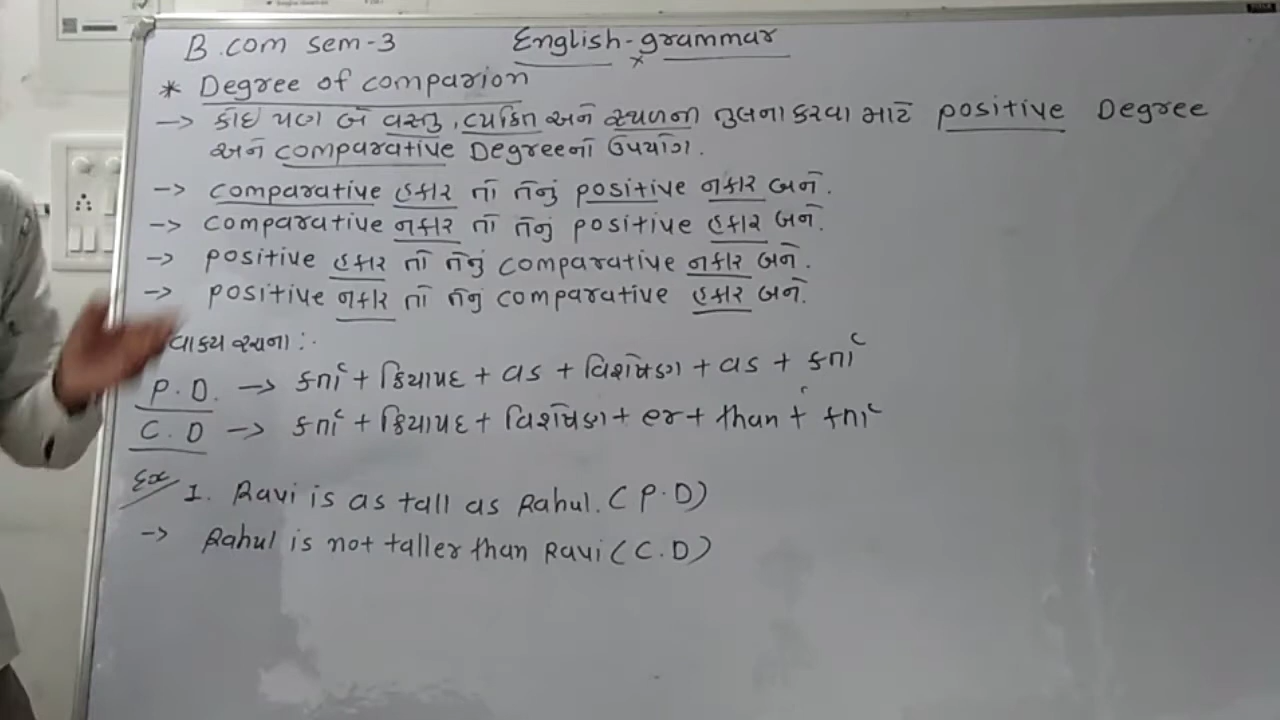 B.com sem-3 English-grammar
* Degree of comparion
-> કોઇ પણ બે વસ્તુ, વ્યકિત અને સ્થળની તુલના કરવા માટે positive Degree
અને comparative Degreeનો ઉપયોગ.
-> comparative હકાર તો તેનું positive નકાર બને.
-> comparative નકાર તો તેનું positive હકાર બને.
-> positive હકાર તો તેનું comparative નકાર બને.
-> positive નકાર તો તેનું comparative હકાર બને.
વાકય રચના :-
P.D. -> કર્તા + ક્રિયાપદ + as + વિશેષણ + as + કર્તા
C.D -> કર્તા + ક્રિયાપદ + વિશેષણ + er + than + કર્તા
Ex 1. Ravi is as tall as Rahul. (P.D)
-> Rahul is not taller than Ravi (C.D)